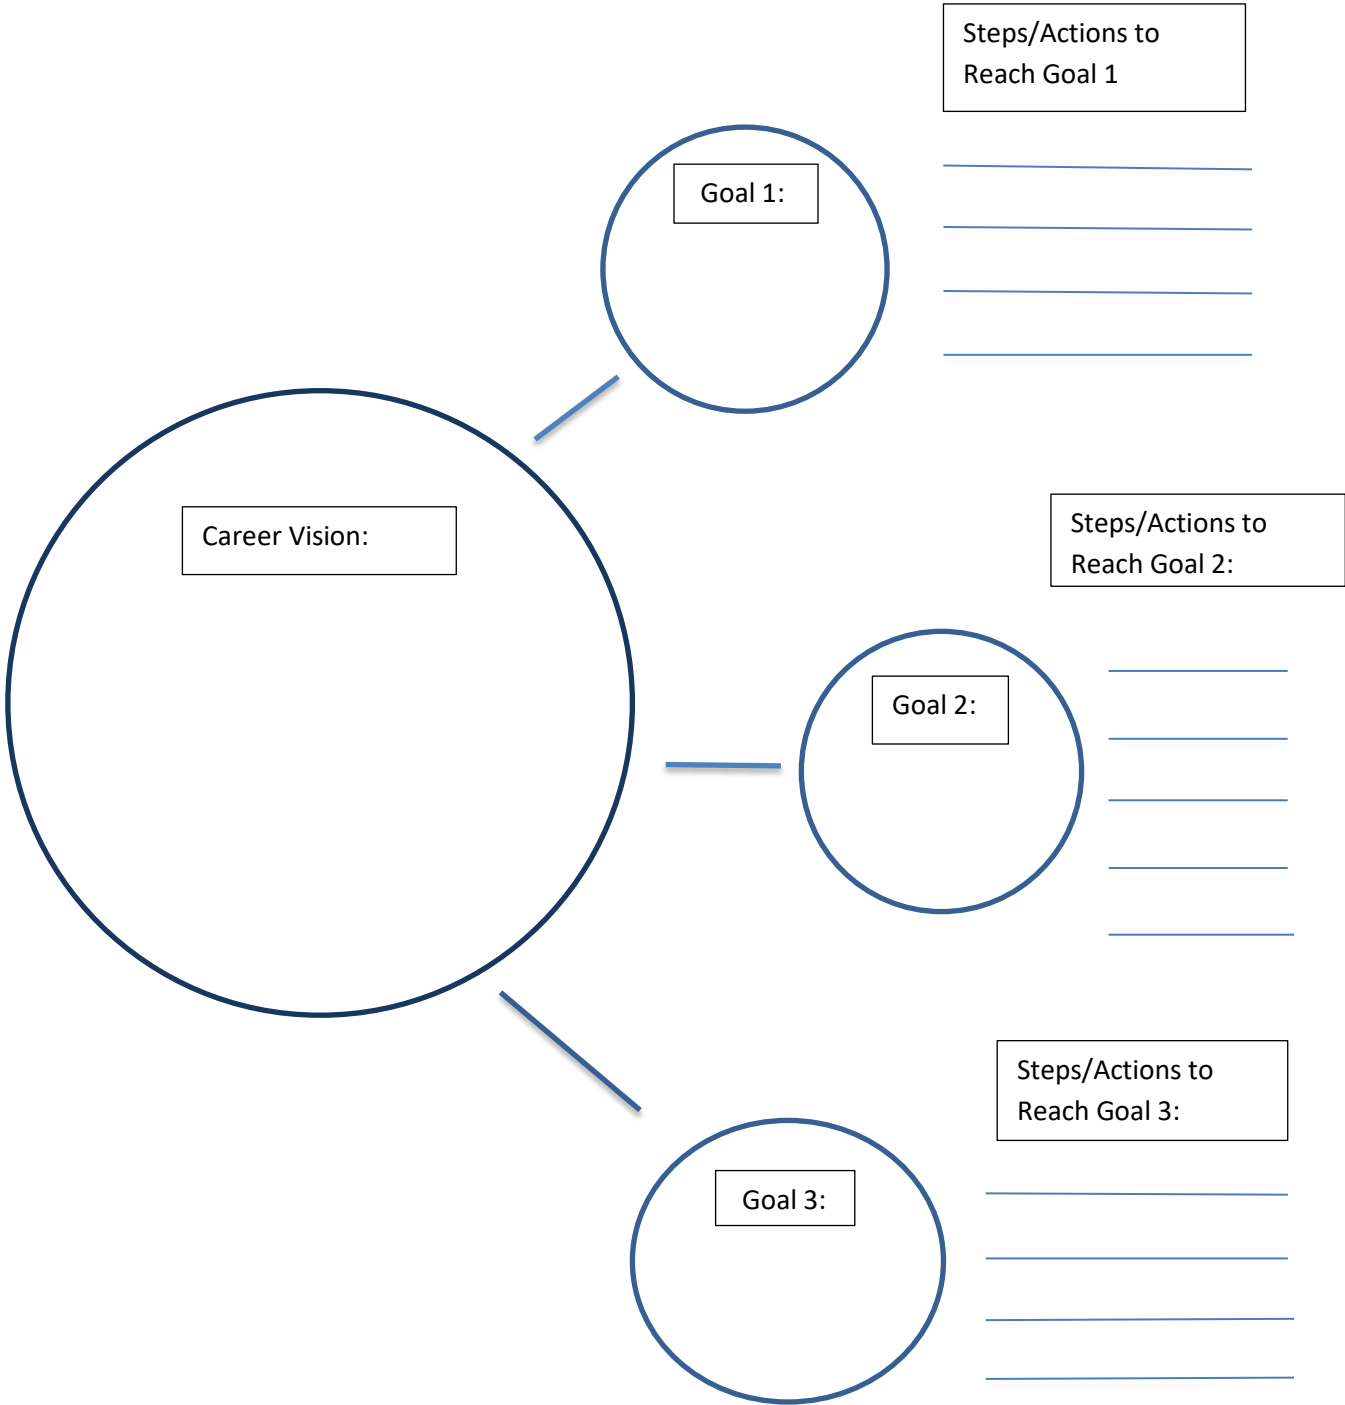 Steps/Actions to
Reach Goal 1
Goal 1:
Career Vision:
Steps/Actions to
Reach Goal 2:
Goal 2:
Steps/Actions to
Reach Goal 3:
Goal 3: